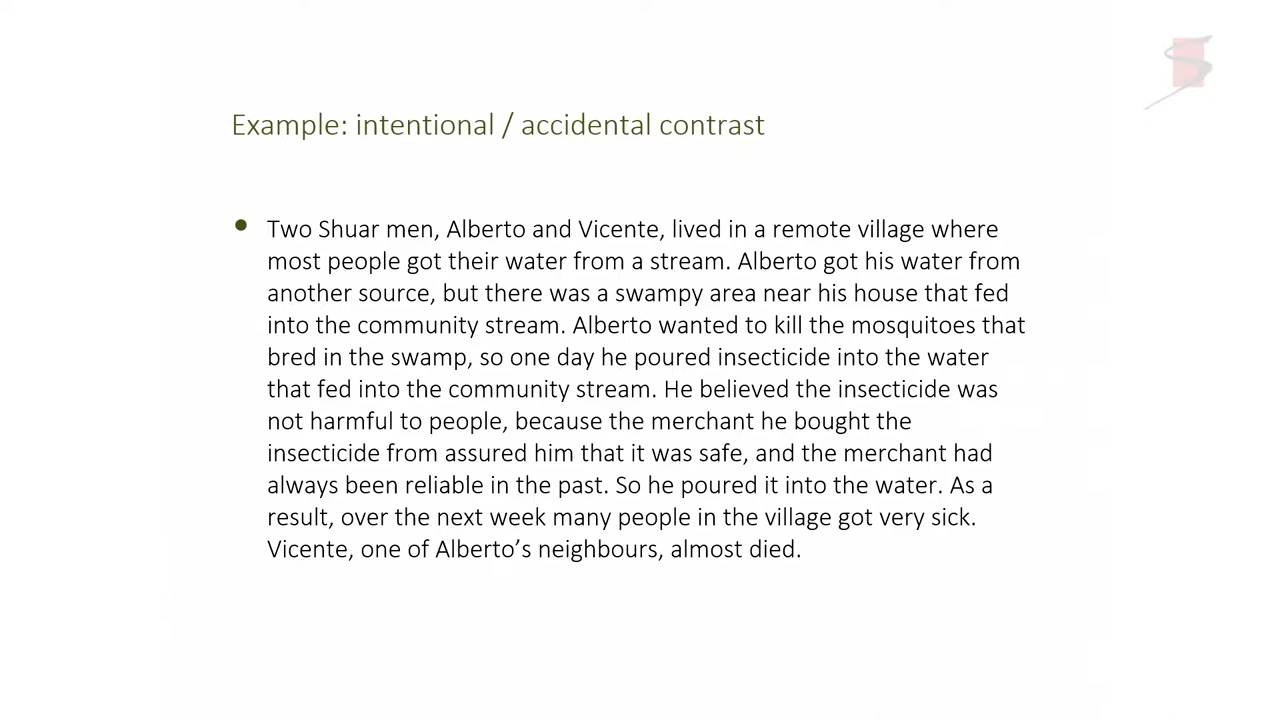 Example: intentional / accidental contrast
• Two Shuar men, Alberto and Vicente, lived in a remote village where
most people got their water from a stream. Alberto got his water from
another source, but there was a swampy area near his house that fed
into the community stream. Alberto wanted to kill the mosquitoes that
bred in the swamp, so one day he poured insecticide into the water
that fed into the community stream. He believed the insecticide was
not harmful to people, because the merchant he bought the
insecticide from assured him that it was safe, and the merchant had
always been reliable in the past. So he poured it into the water. As a
result, over the next week many people in the village got very sick.
Vicente, one of Alberto’s neighbours, almost died.